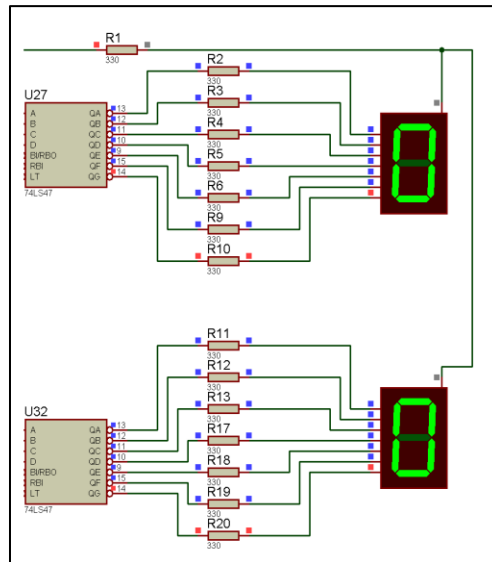 R1
330
R2
330
R3
330
R4
330
R5
330
R6
330
R9
330
R10
330
U27
A QA 13
B QB 12
C QC 11
D QD 10
BI/RBO QE 9
RBI QF 15
LT QG 14
74LS47
R11
330
R12
330
R13
330
R17
330
R18
330
R19
330
R20
330
U32
A QA 13
B QB 12
C QC 11
D QD 10
BI/RBO QE 9
RBI QF 15
LT QG 14
74LS47
0
0